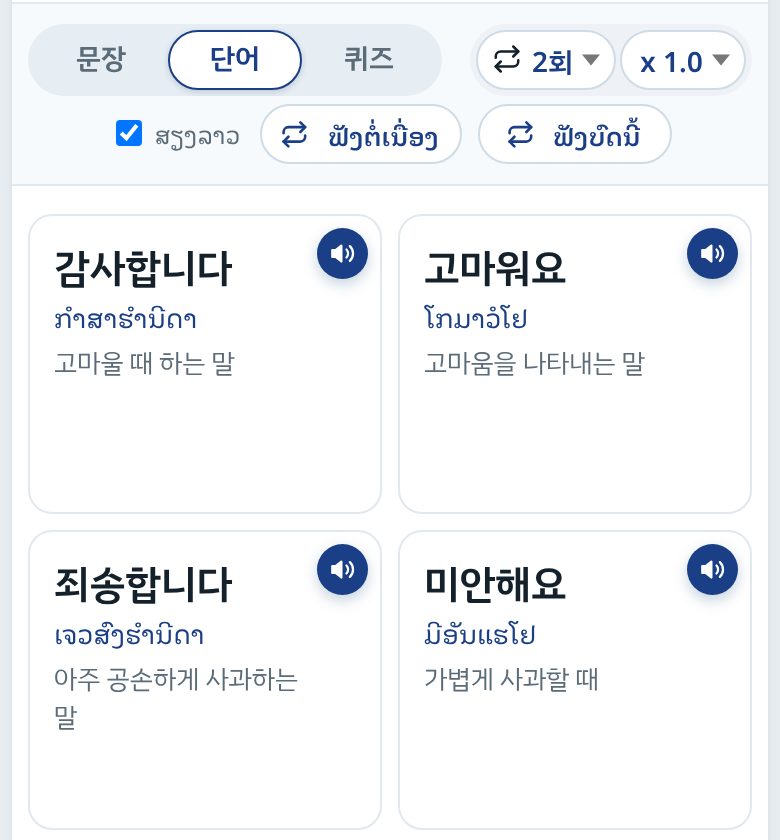 문장 단어 퀴즈 2회 x 1.0
ສຽງລາວ ຟັງຕໍ່ເນື່ອງ ຟັງບົດນີ້
감사합니다
ກຳສາຮຳນີດາ
고마울 때 하는 말
고마워요
ໂກມາວໍໂຢ
고마움을 나타내는 말
죄송합니다
ເຈວສົງຮຳນີດາ
아주 공손하게 사과하는
말
미안해요
ມີອັນແຮໂຢ
가볍게 사과할 때